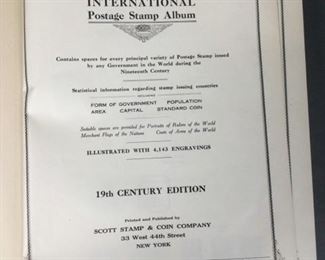 INTERNATIONAL
Postage Stamp Album
Contains spaces for every principal variety of Postage Stamp issued
by any Government in the World during the
Nineteenth Century
Statistical information regarding stamp issuing countries
INCLUDING
FORM OF GOVERNMENT POPULATION
AREA CAPITAL STANDARD COIN
Suitable spaces are provided for Portraits of Rulers of the World
Merchant Flags of the Nations Coats of Arms of the World
ILLUSTRATED WITH 4,143 ENGRAVINGS
19th CENTURY EDITION
Printed and Published by
SCOTT STAMP & COIN COMPANY
33 West 44th Street
NEW YORK